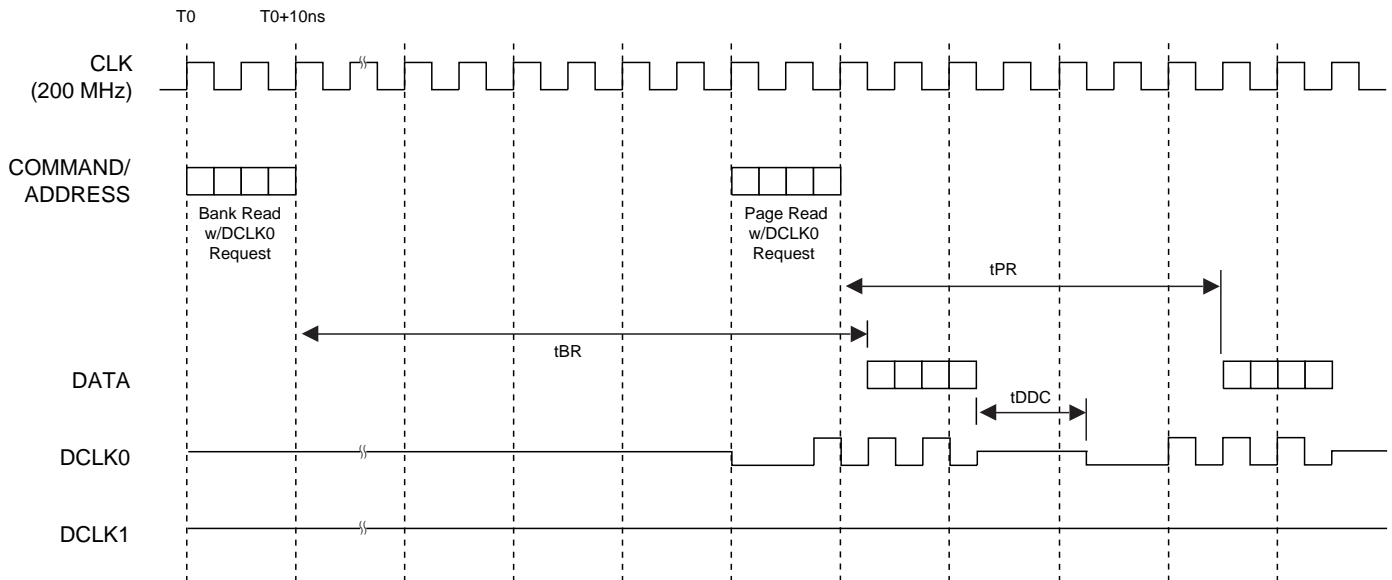 T0
T0+10ns
CLK
(200 MHz)
COMMAND/
ADDRESS
Bank Read
w/DCLK0
Request
Page Read
w/DCLK0
Request
tPR
tBR
DATA
tDDC
DCLK0
DCLK1